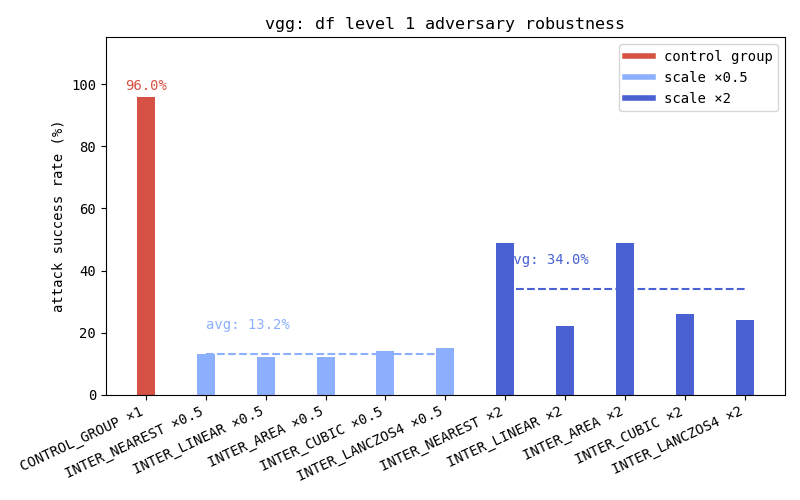 vgg: df level 1 adversary robustness
attack success rate (%)
100
80
60
40
20
0
96.0%
avg: 13.2%
vg: 34.0%
control group
scale ×0.5
scale ×2
CONTROL_GROUP ×1
INTER_NEAREST ×0.5
INTER_LINEAR ×0.5
INTER_AREA ×0.5
INTER_CUBIC ×0.5
INTER_LANCZOS4 ×0.5
INTER_NEAREST ×2
INTER_LINEAR ×2
INTER_AREA ×2
INTER_CUBIC ×2
INTER_LANCZOS4 ×2